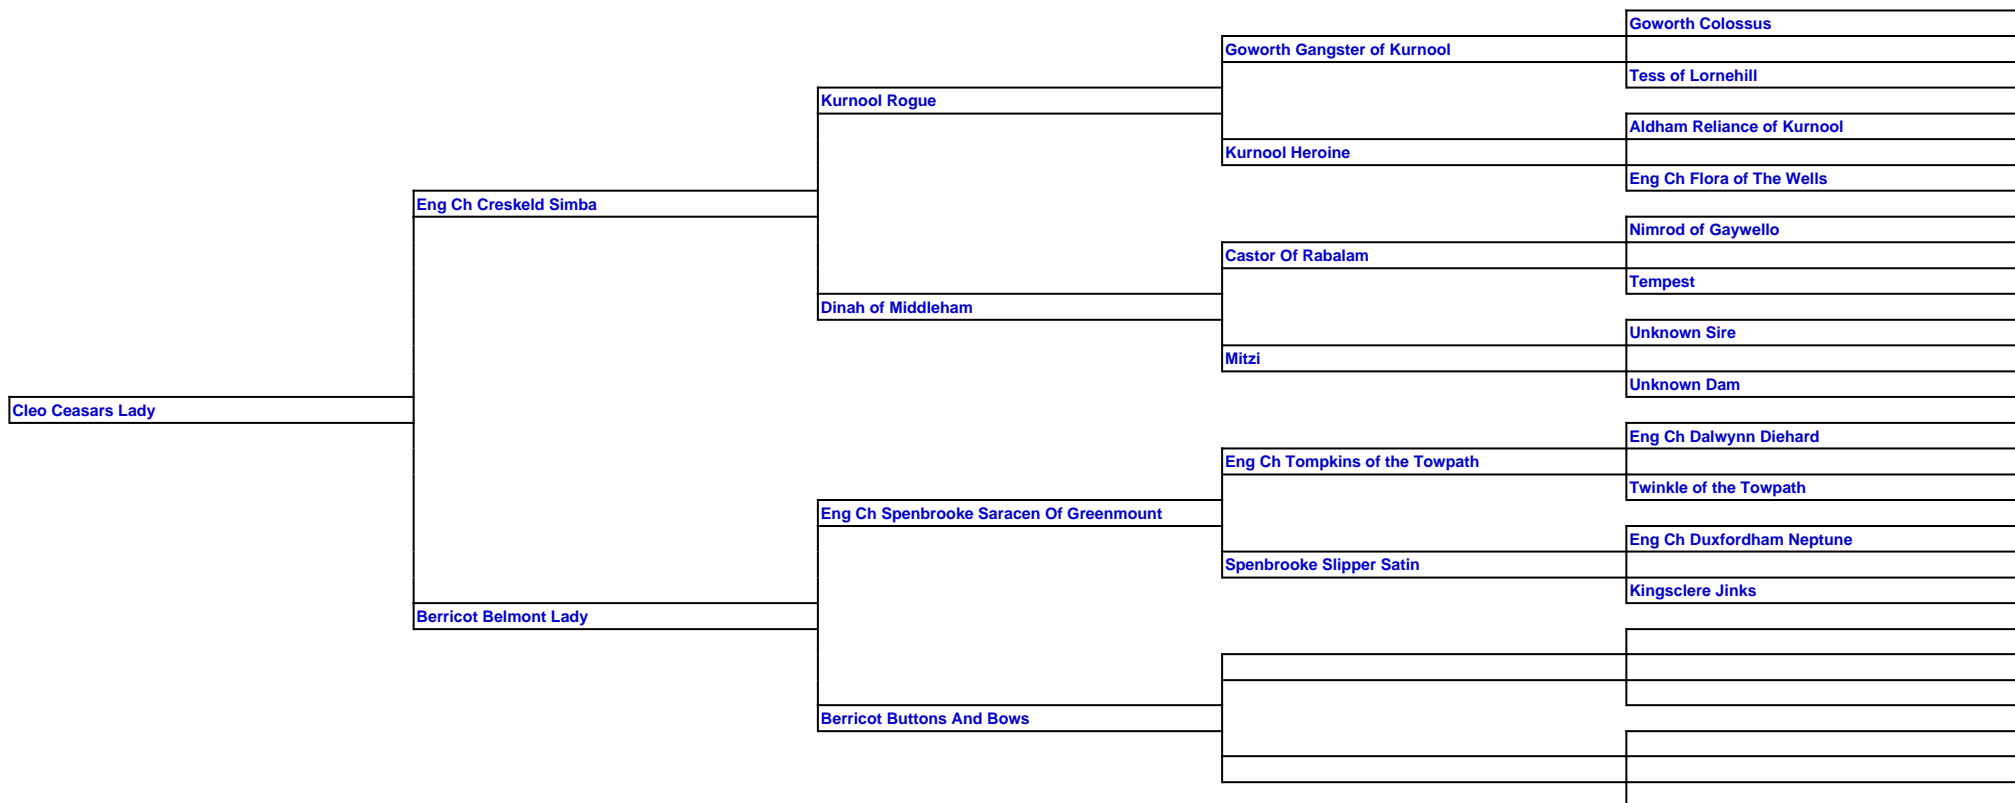 Goworth Colossus
Goworth Gangster of Kurnool
Tess of Lornehill
Kurnool Rogue
Aldham Reliance of Kurnool
Kurnool Heroine
Eng Ch Flora of The Wells
Eng Ch Creskeld Simba
Nimrod of Gaywello
Castor Of Rabalam
Tempest
Dinah of Middleham
Unknown Sire
Mitzi
Unknown Dam
Cleo Ceasars Lady
Eng Ch Dalwynn Diehard
Eng Ch Tompkins of the Towpath
Twinkle of the Towpath
Eng Ch Spenbrooke Saracen Of Greenmount
Eng Ch Duxfordham Neptune
Spenbrooke Slipper Satin
Kingsclere Jinks
Berricot Belmont Lady
Berricot Buttons And Bows